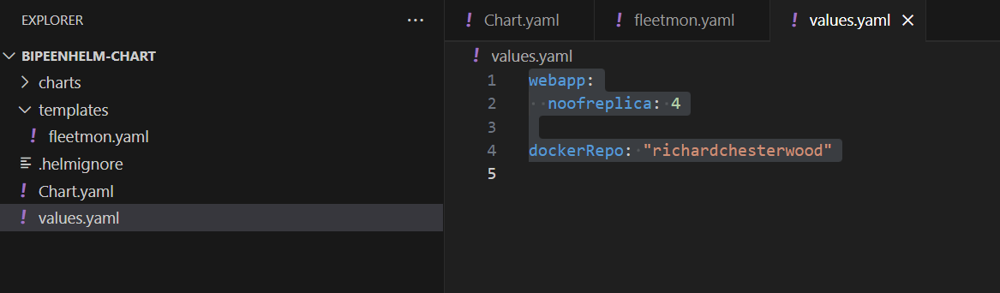 EXPLORER
BIPEENHELM-CHART
charts
templates
! fleetmon.yaml
.helmignore
! Chart.yaml
! values.yaml
! Chart.yaml ! fleetmon.yaml ! values.yaml
! values.yaml
1 webapp:
2   noofreplica: 4
3
4 dockerRepo: "richardchesterwood"
5